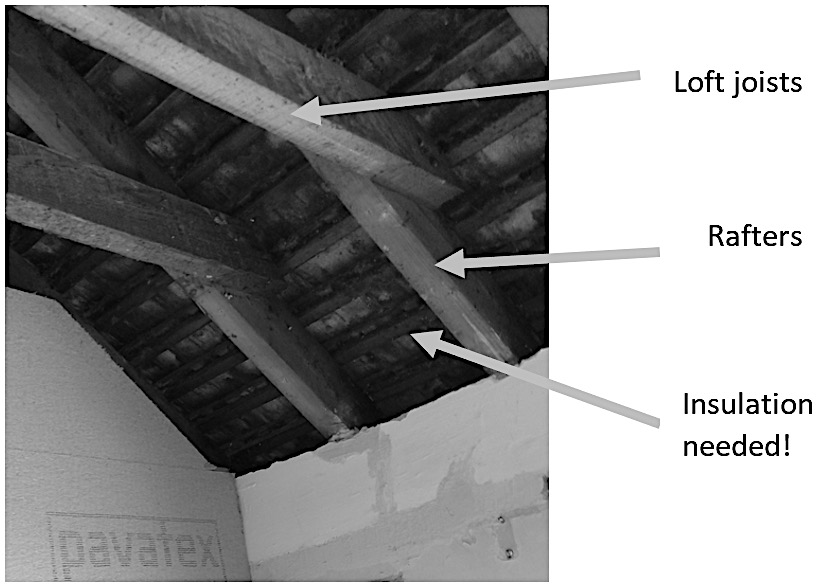 Loft joists
Rafters
Insulation
needed!
pavatex